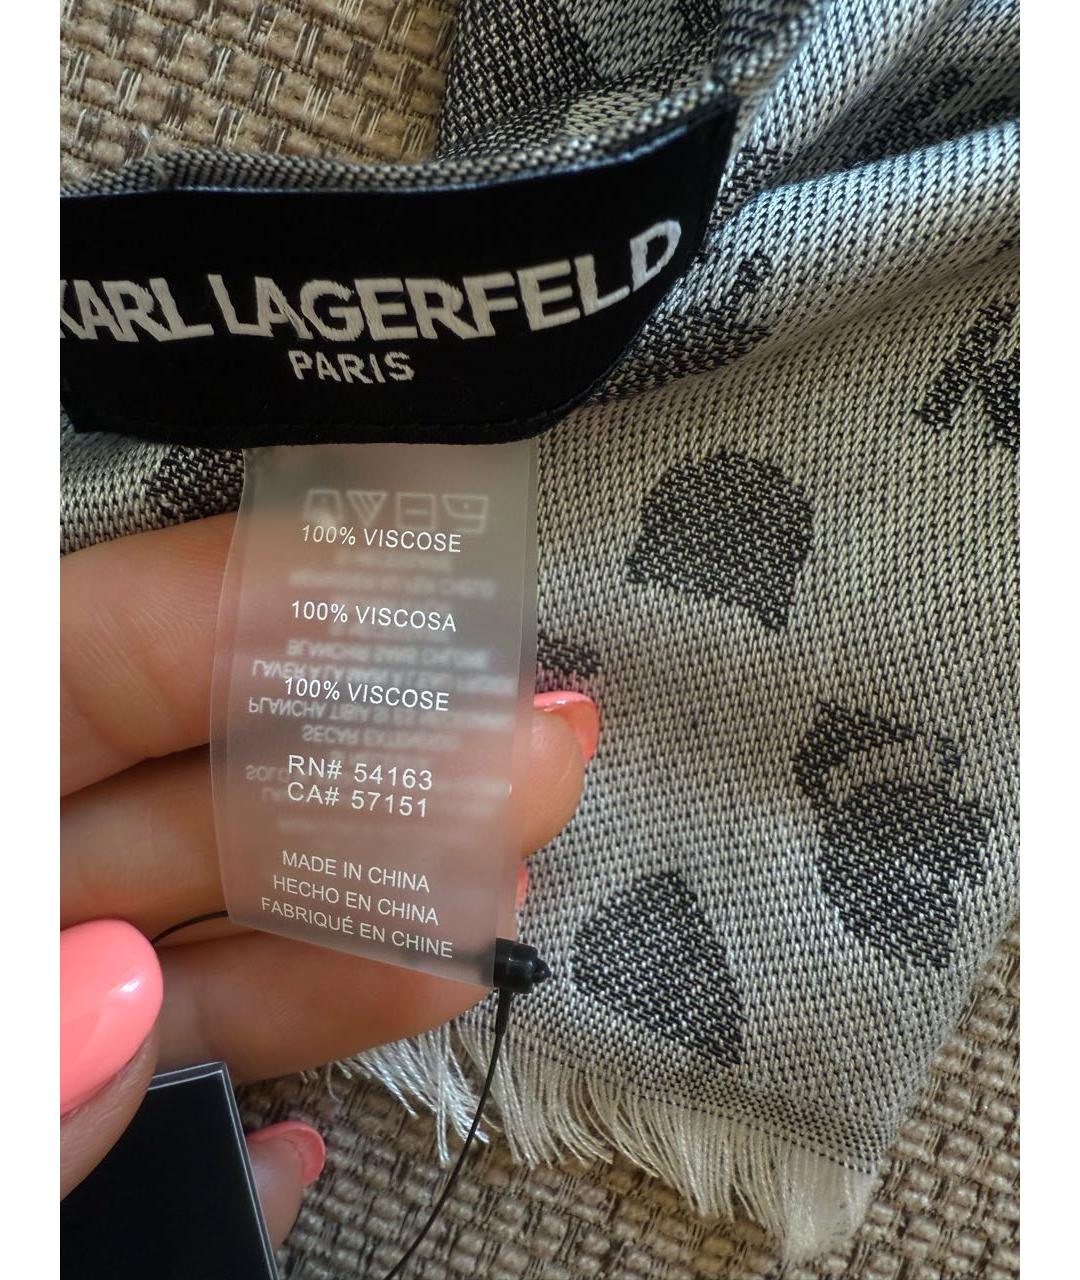 KARL LAGERFELD
PARIS
100% VISCOSE
100% VISCOSA
100% VISCOSE
RN# 54163
CA# 57151
MADE IN CHINA
HECHO EN CHINA
FABRIQUÉ EN CHINE